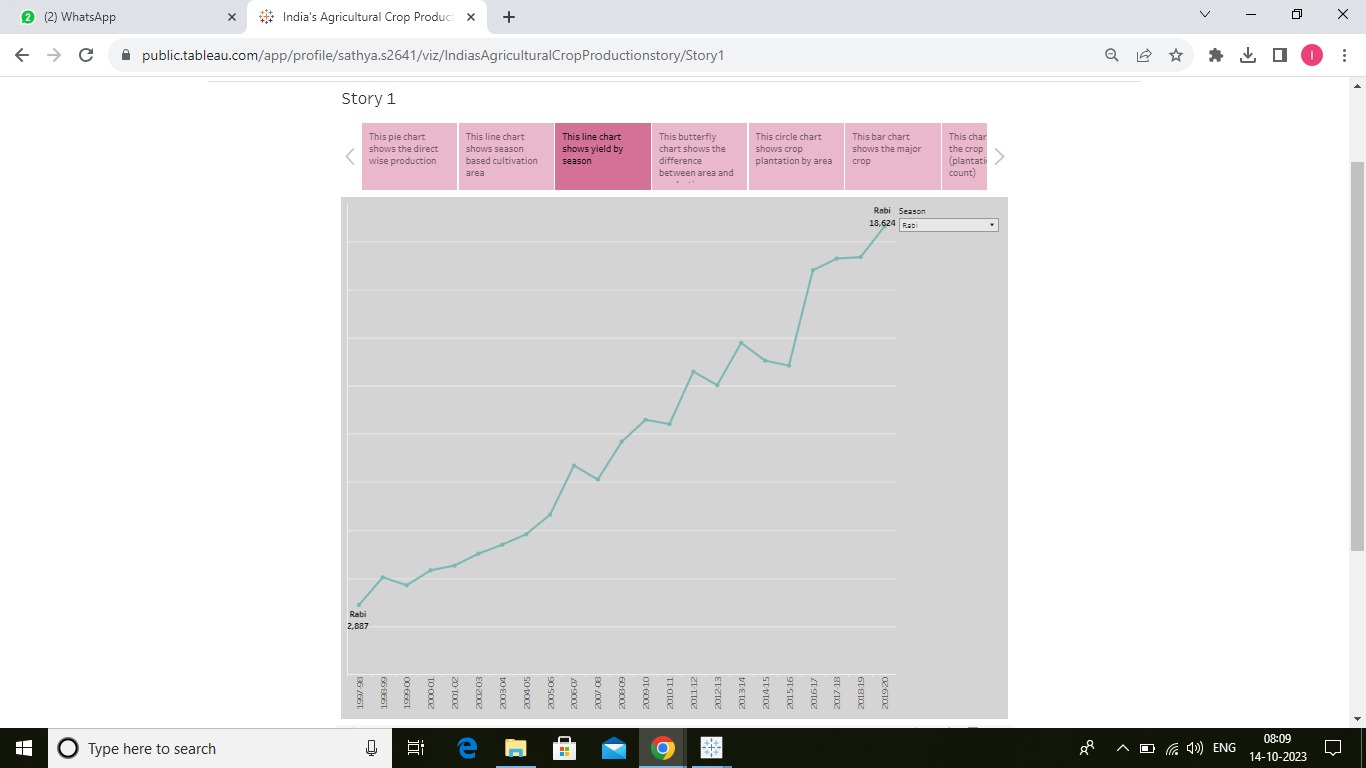 2
(2) WhatsApp
India's Agricultural Crop Produc
public.tableau.com/app/profile/sathya.s2641/viz/IndiasAgriculturalCropProductionstory/Story1
I
Story 1
This pie chart
shows the direct
wise production
This line chart
shows season
based cultivation
area
This line chart
shows yield by
season
This butterfly
chart shows the
difference
between area and
This circle chart
shows crop
plantation by area
This bar chart
shows the major
crop
This char
the crop
(plantati
count)
Rabi
18,624
Season
Rabi
Rabi
2,887
1997-98
1998-99
1999-00
2000-01
2001-02
2002-03
2003-04
2004-05
2005-06
2006-07
2007-08
2008-09
2009-10
2010-11
2011-12
2012-13
2013-14
2014-15
2015-16
2016-17
2017-18
2018-19
2019-20
Type here to search
ENG
08:09
14-10-2023